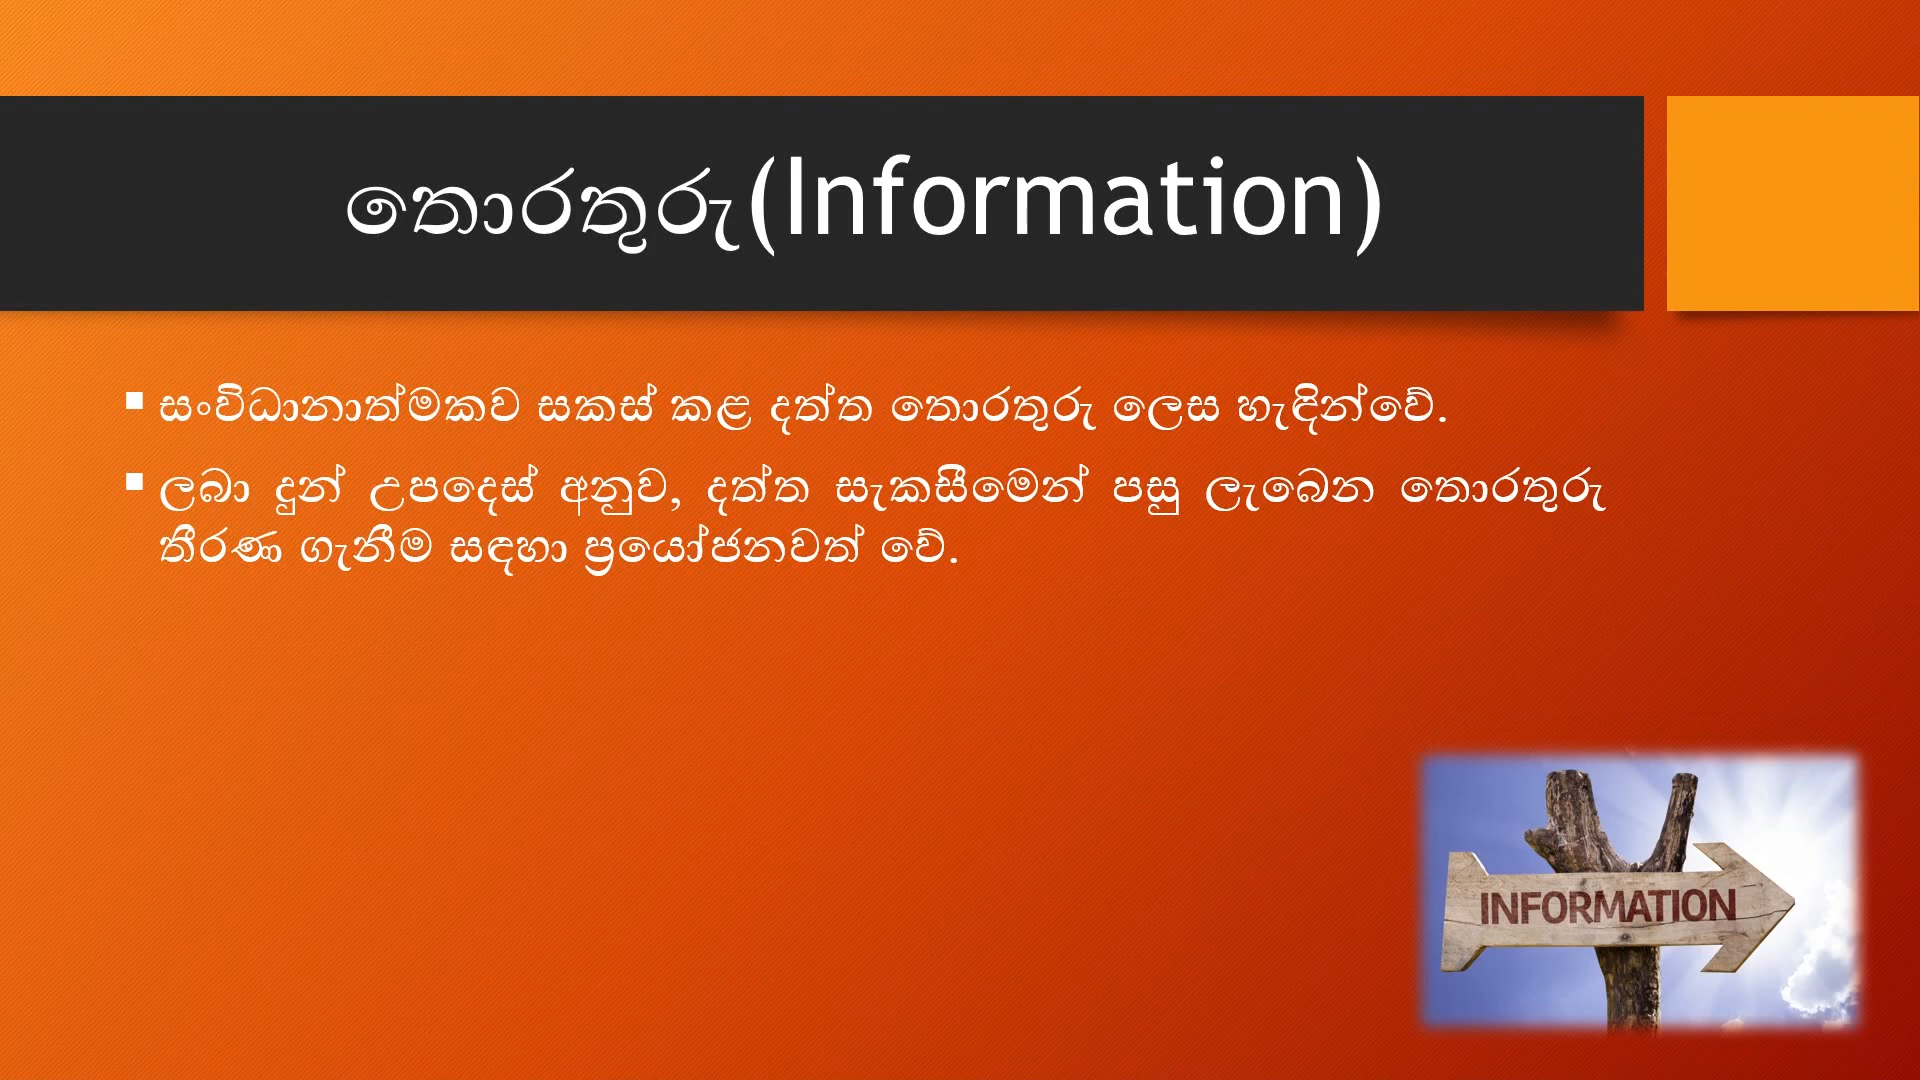 තොරතුරු(Information)
▪ සංවිධානාත්මකව සකස් කළ දත්ත තොරතුරු ලෙස හැඳින්වේ.
▪ ලබා දුන් උපදෙස් අනුව, දත්ත සැකසීමෙන් පසු ලැබෙන තොරතුරු
තීරණ ගැනීම සඳහා ප්‍රයෝජනවත් වේ.
INFORMATION